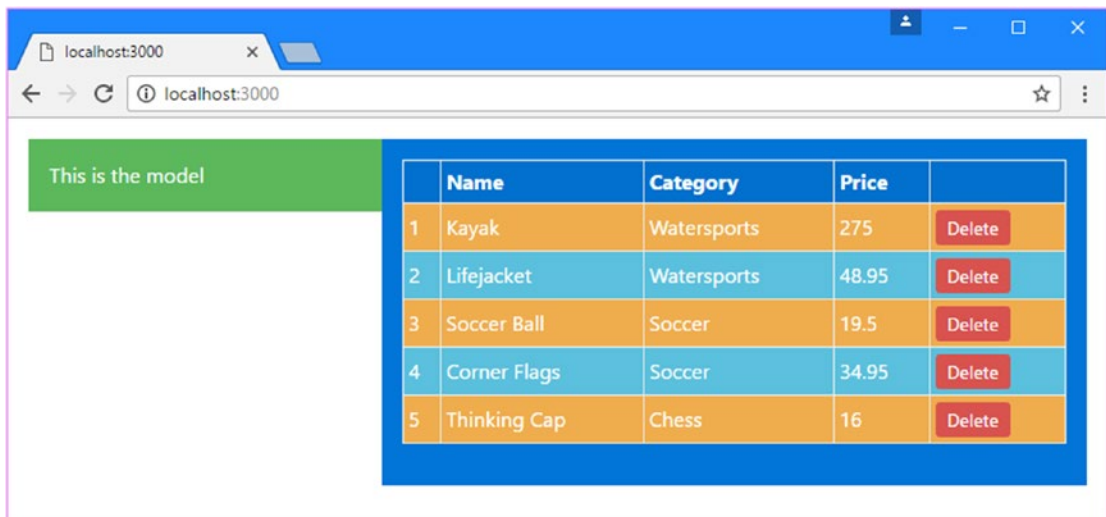 localhost:3000
localhost:3000
This is the model
Name Category Price
1 Kayak Watersports 275 Delete
2 Lifejacket Watersports 48.95 Delete
3 Soccer Ball Soccer 19.5 Delete
4 Corner Flags Soccer 34.95 Delete
5 Thinking Cap Chess 16 Delete